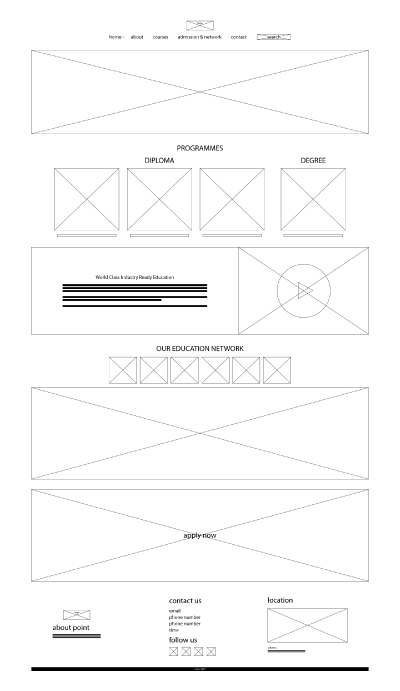 home about courses admission & network contact search
PROGRAMMES
DIPLOMA DEGREE
World Class Industry Ready Education
OUR EDUCATION NETWORK
apply now
about point
contact us
email
phone number
phone number
time
follow us
location